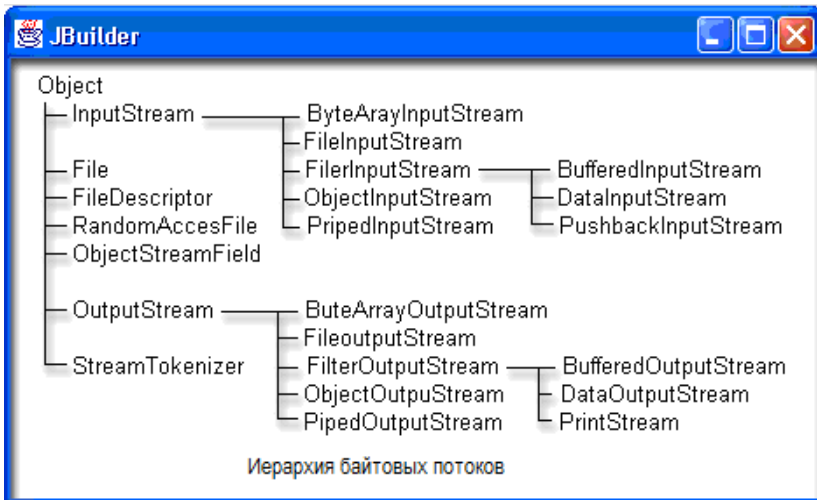 JBuilder
Object
InputStream ByteArayInputStream
FileInputStream
File FilerInputStream BufferedInputStream
FileDescriptor ObjectInputStream DataInputStream
RandomAccesFile PripedInputStream PushbackInputStream
ObjectStreamField
OutputStream ButeArrayOutputStream
FileoutputStream
StreamTokenizer FilterOutputStream BufferedOutputStream
ObjectOutpuStream DataOutputStream
PipedOutputStream PrintStream
Иерархия байтовых потоков